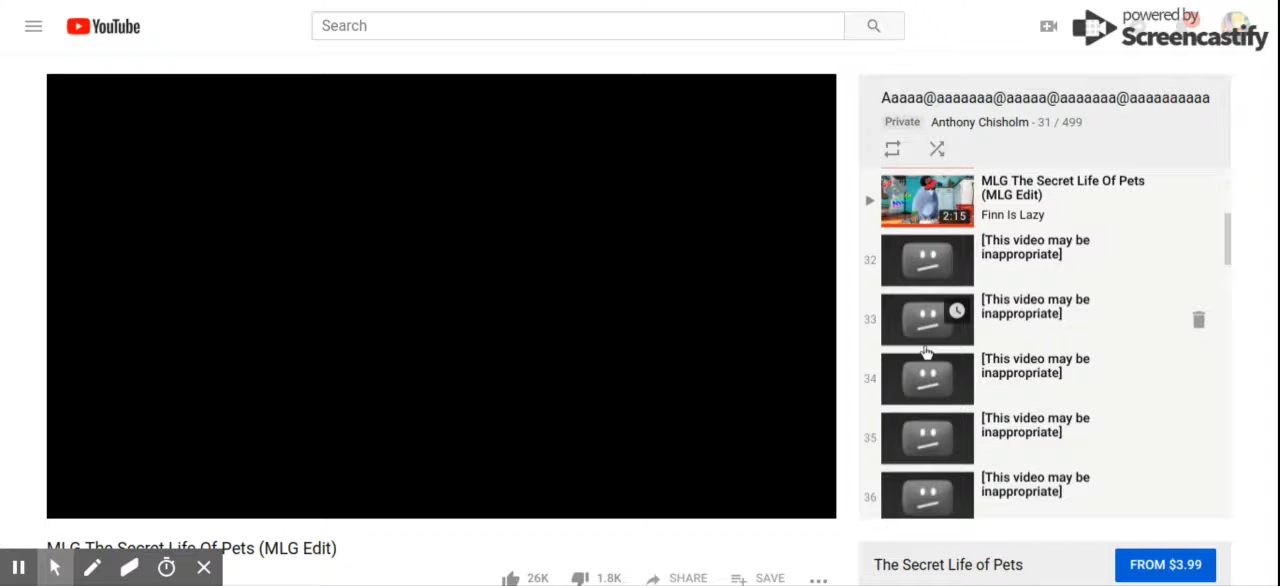 YouTube
Search
powered by
Screencastify
Aaaaa@aaaaaaa@aaaaa@aaaaaaa@aaaaaaaaaa
Private Anthony Chisholm - 31 / 499
MLG The Secret Life Of Pets
(MLG Edit)
Finn Is Lazy
2:15
32
[This video may be
inappropriate]
33
[This video may be
inappropriate]
34
[This video may be
inappropriate]
35
[This video may be
inappropriate]
36
[This video may be
inappropriate]
MLG The Secret Life Of Pets (MLG Edit)
26K 1.8K SHARE SAVE
The Secret Life of Pets
FROM $3.99